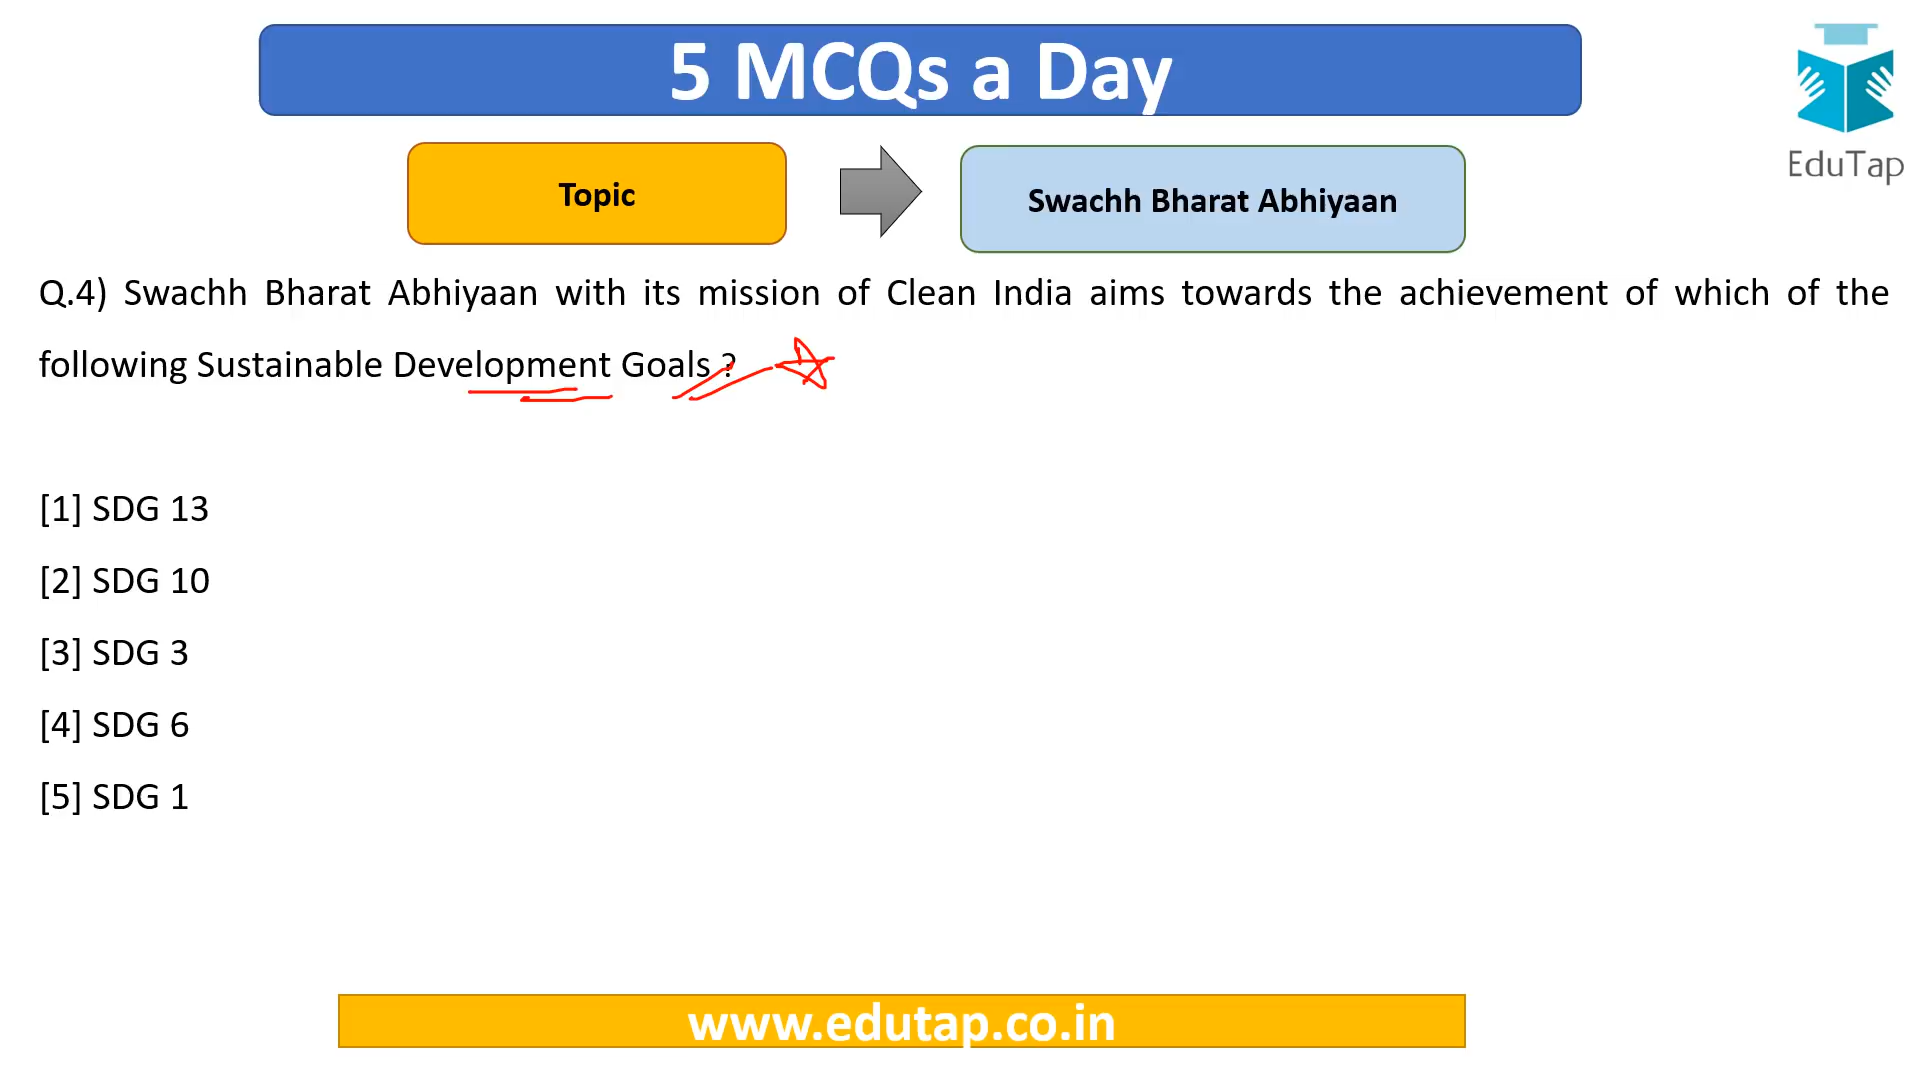 5 MCQs a Day
EduTap
Topic
Swachh Bharat Abhiyaan
Q.4) Swachh Bharat Abhiyaan with its mission of Clean India aims towards the achievement of which of the
following Sustainable Development Goals ?
[1] SDG 13
[2] SDG 10
[3] SDG 3
[4] SDG 6
[5] SDG 1
www.edutap.co.in